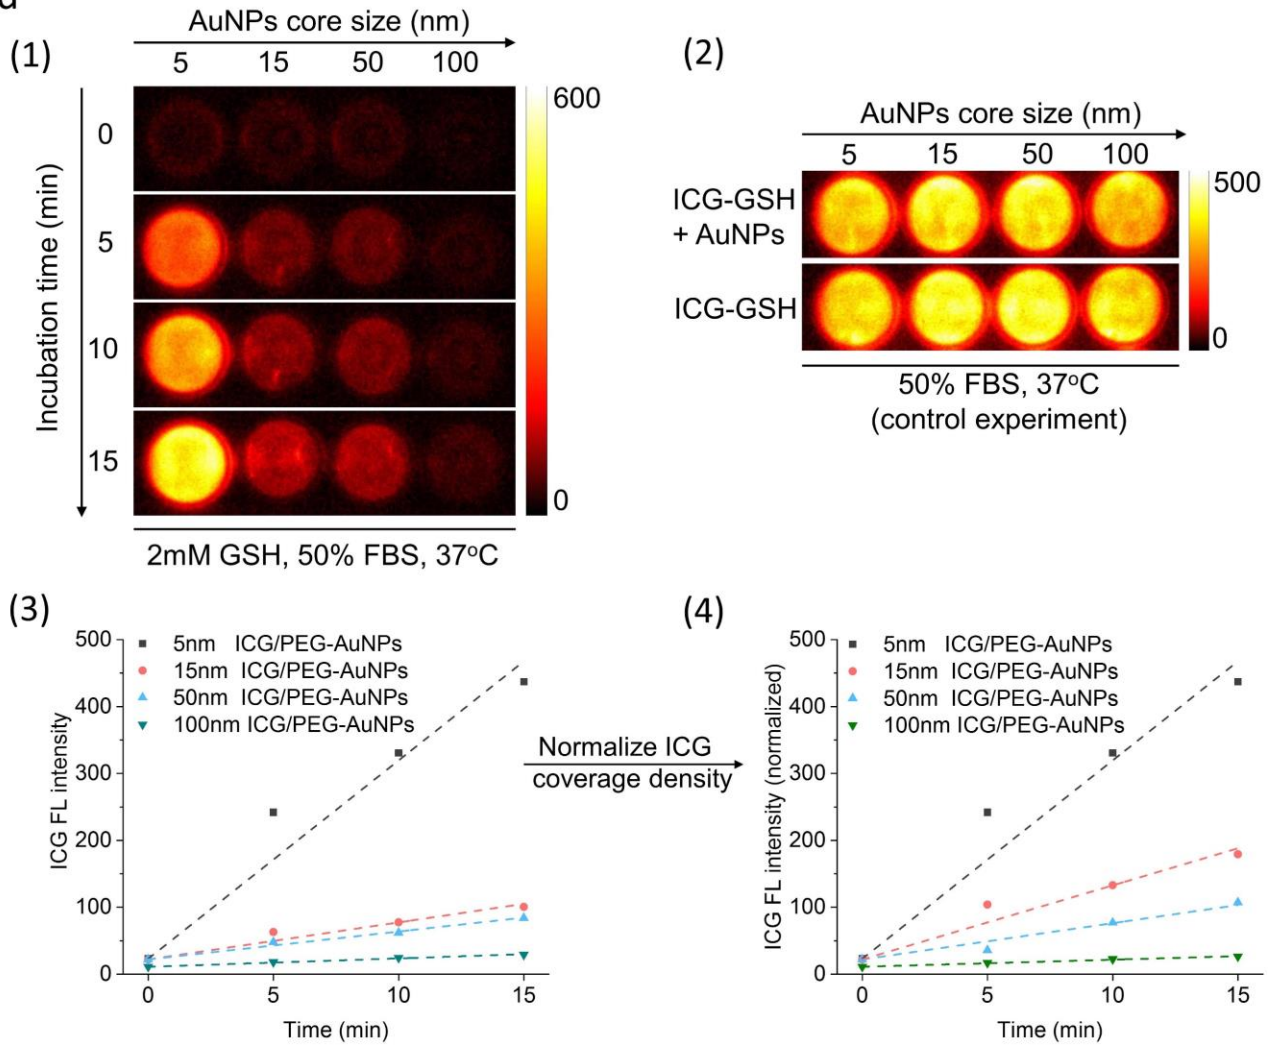 d
(1)
AuNPs core size (nm)
5 15 50 100
Incubation time (min)
0
5
10
15
600
0
2mM GSH, 50% FBS, 37ºC
(2)
AuNPs core size (nm)
5 15 50 100
ICG-GSH
+ AuNPs
ICG-GSH
500
0
50% FBS, 37ºC
(control experiment)
(3)
ICG FL intensity
500
400
300
200
100
0
5nm ICG/PEG-AuNPs
15nm ICG/PEG-AuNPs
50nm ICG/PEG-AuNPs
100nm ICG/PEG-AuNPs
0 5 10 15
Time (min)
Normalize ICG
coverage density
(4)
ICG FL intensity (normalized)
500
400
300
200
100
0
5nm ICG/PEG-AuNPs
15nm ICG/PEG-AuNPs
50nm ICG/PEG-AuNPs
100nm ICG/PEG-AuNPs
0 5 10 15
Time (min)